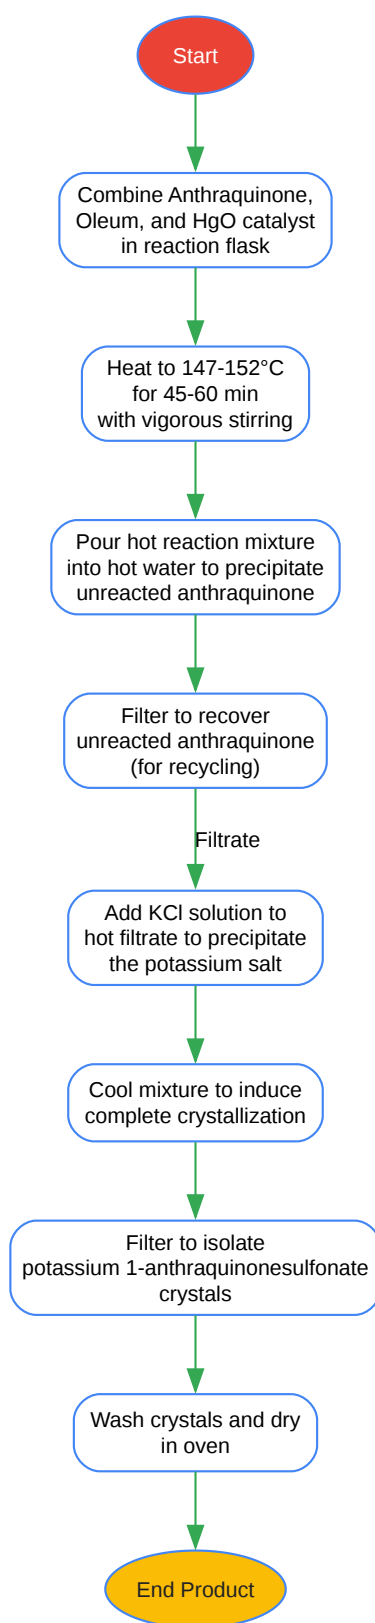 Start
Combine Anthraquinone,
Oleum, and HgO catalyst
in reaction flask
Heat to 147-152°C
for 45-60 min
with vigorous stirring
Pour hot reaction mixture
into hot water to precipitate
unreacted anthraquinone
Filter to recover
unreacted anthraquinone
(for recycling)
Filtrate
Add KCl solution to
hot filtrate to precipitate
the potassium salt
Cool mixture to induce
complete crystallization
Filter to isolate
potassium 1-anthraquinonesulfonate
crystals
Wash crystals and dry
in oven
End Product